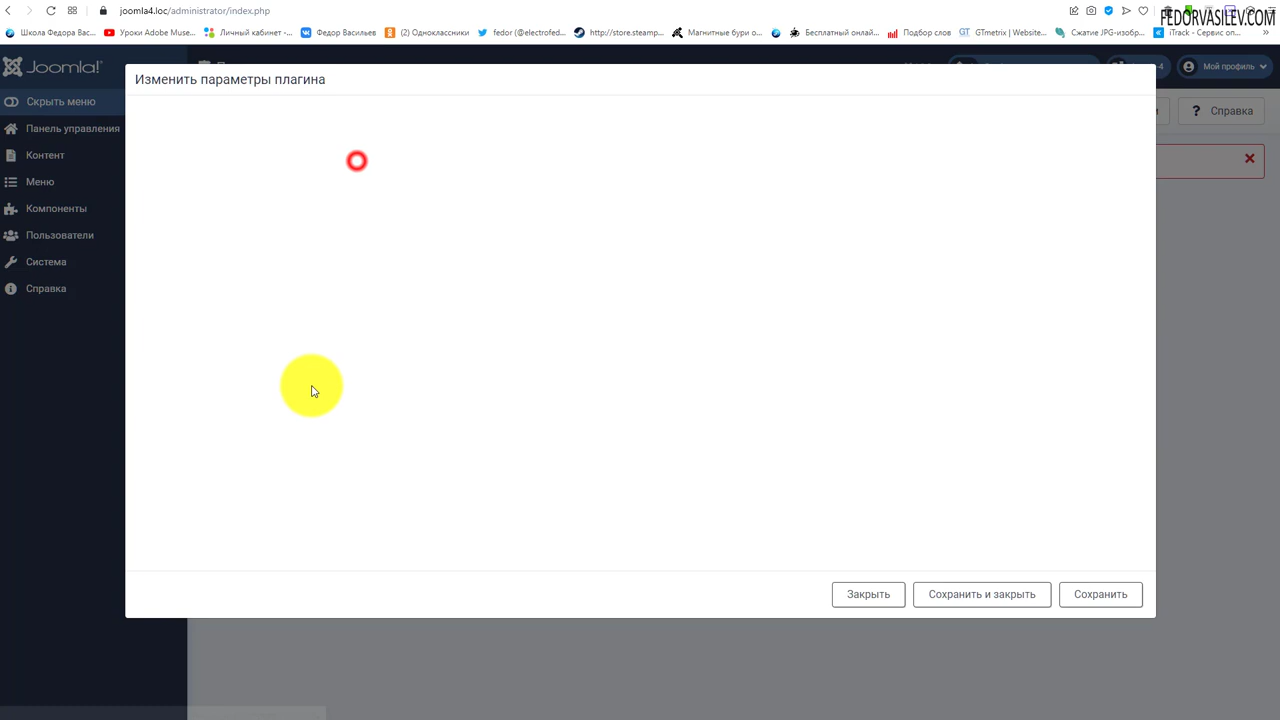 joomla4.loc/administrator/index.php
FEDORVASILEV.COM
Школа Федора Вас...
Уроки Adobe Muse...
Личный кабинет -...
Федор Васильев
(2) Одноклассники
fedor (@electrofed...
http://store.steamp...
Магнитные бури о...
Бесплатный онлай...
Подбор слов
GT
GTmetrix | Website...
Сжатие JPG-изобр...
iTrack - Сервис оп...
»
Joomla!
Мой профиль
Изменить параметры плагина
Скрыть меню
Панель управления
Контент
Меню
Компоненты
Пользователи
Система
Справка
? Справка
Закрыть
Сохранить и закрыть
Сохранить